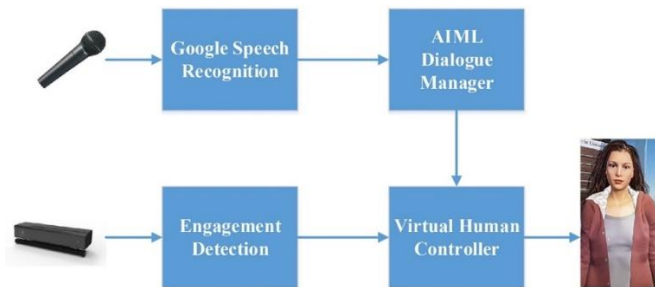 Google Speech
Recognition
AIML
Dialogue
Manager
Engagement
Detection
Virtual Human
Controller